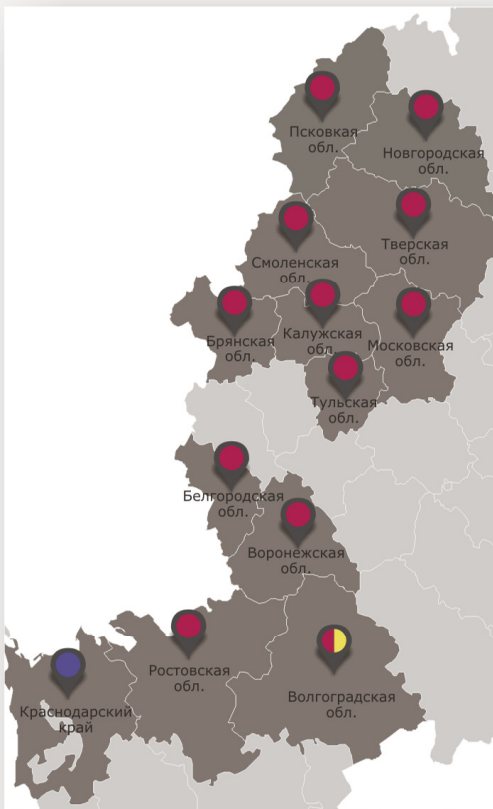 Псковкая
обл.
Новгородская
обл.
Тверская
обл.
Смоленская
обл.
Брянская
обл.
Калужская
обл.
Московская
обл.
Тульская
обл.
Белгородская
обл.
Воронежская
обл.
Ростовская
обл.
Волгоградская
обл.
Краснодарский
край